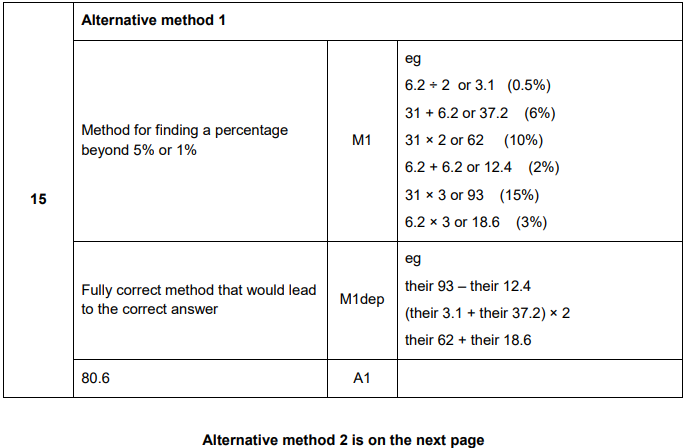 Alternative method 1
15
Method for finding a percentage
beyond 5% or 1%
M1
eg
6.2 ÷ 2 or 3.1 (0.5%)
31 + 6.2 or 37.2 (6%)
31 × 2 or 62 (10%)
6.2 + 6.2 or 12.4 (2%)
31 × 3 or 93 (15%)
6.2 × 3 or 18.6 (3%)
Fully correct method that would lead
to the correct answer
M1dep
eg
their 93 – their 12.4
(their 3.1 + their 37.2) × 2
their 62 + their 18.6
80.6
A1
Alternative method 2 is on the next page